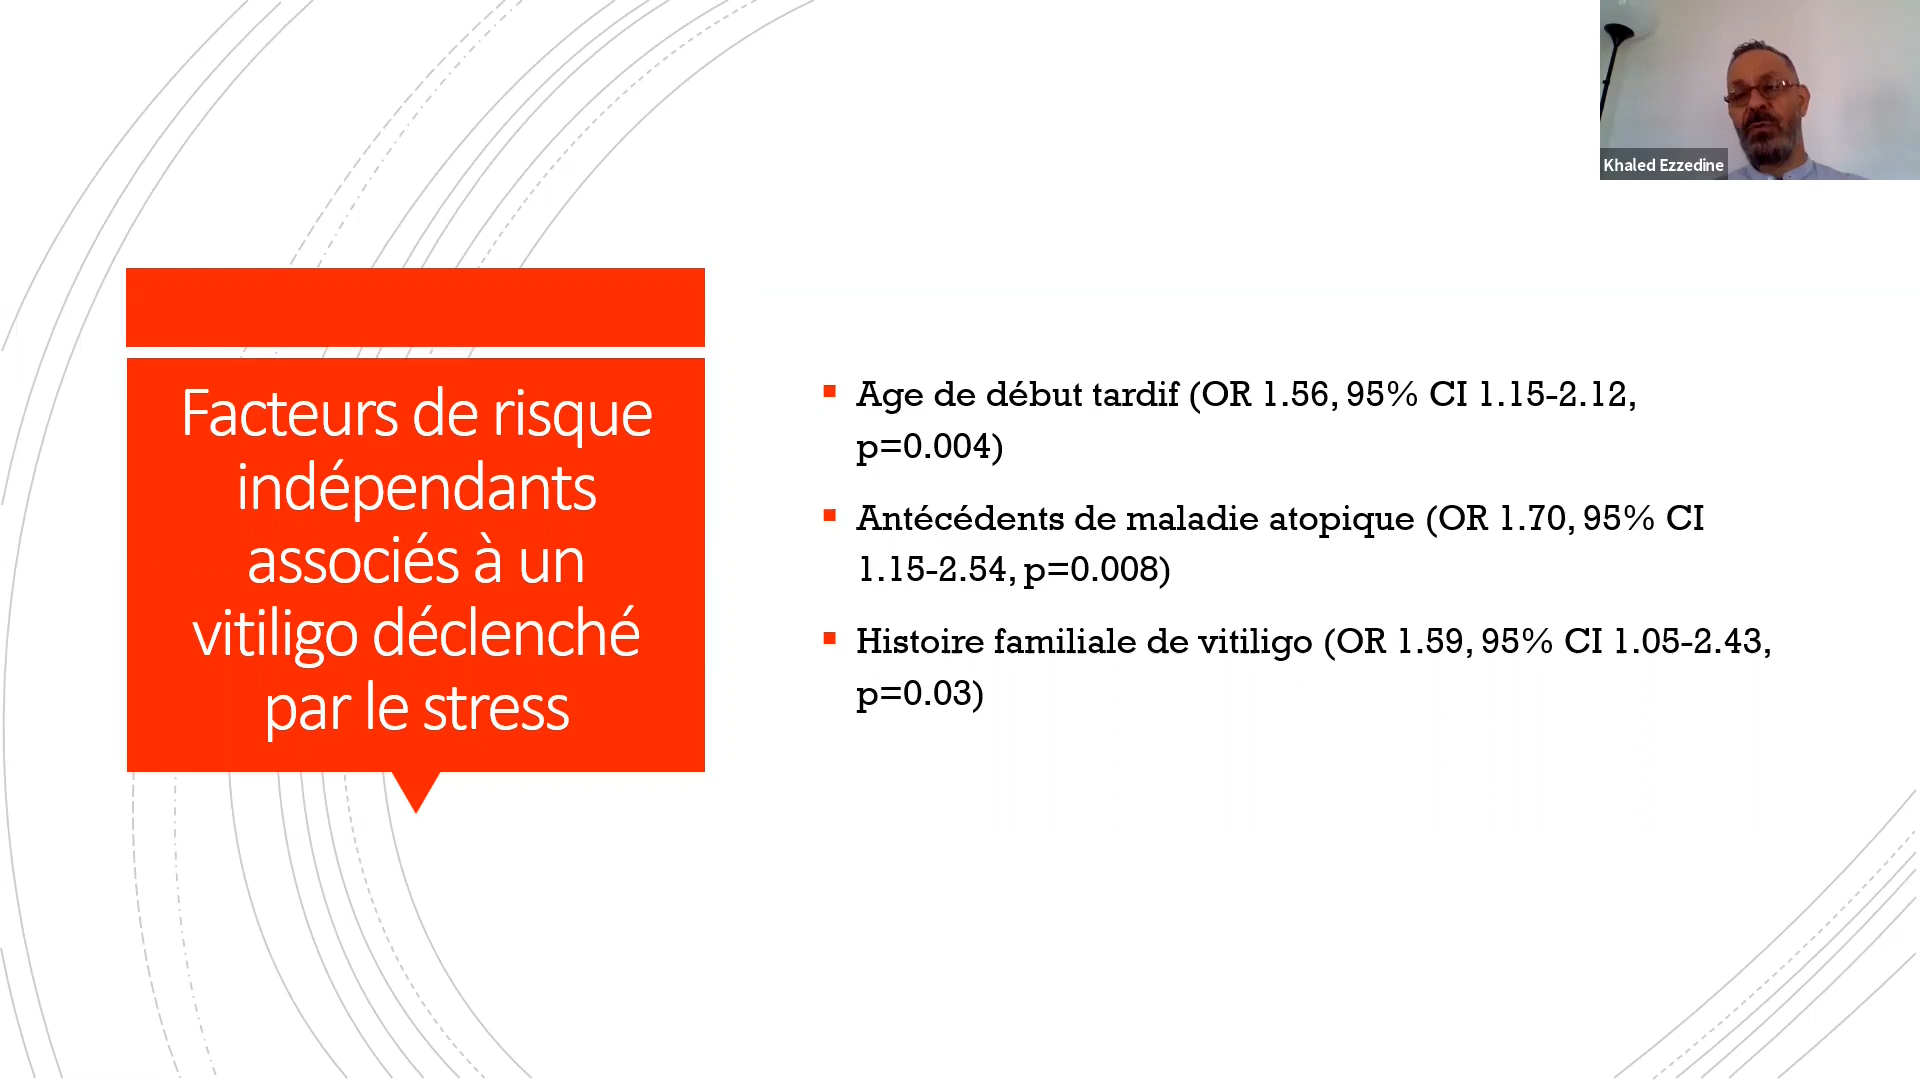 Khaled Ezzedine
Facteurs de risque
indépendants
associés à un
vitiligo déclenché
par le stress
Age de début tardif (OR 1.56, 95% CI 1.15-2.12,
p=0.004)
Antécédents de maladie atopique (OR 1.70, 95% CI
1.15-2.54, p=0.008)
Histoire familiale de vitiligo (OR 1.59, 95% CI 1.05-2.43,
p=0.03)